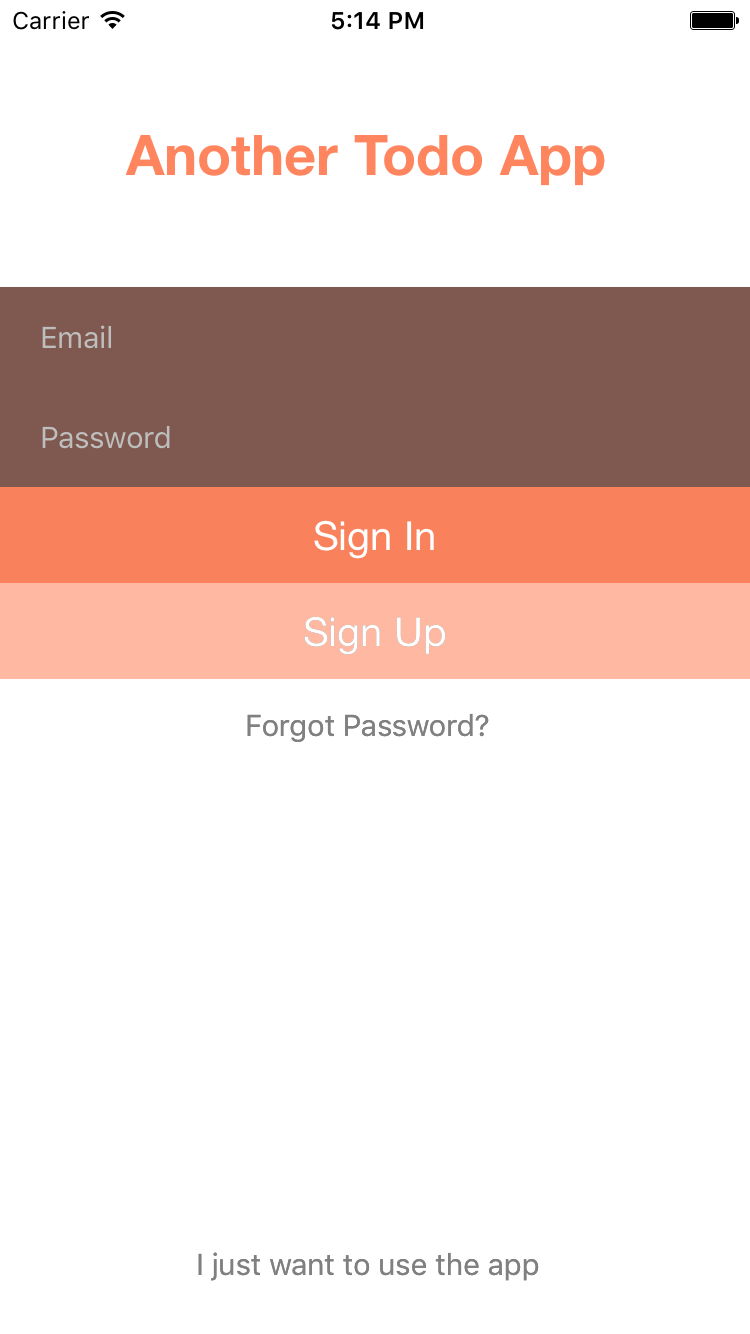 Carrier 5:14 PM
Another Todo App
Email
Password
Sign In
Sign Up
Forgot Password?
I just want to use the app